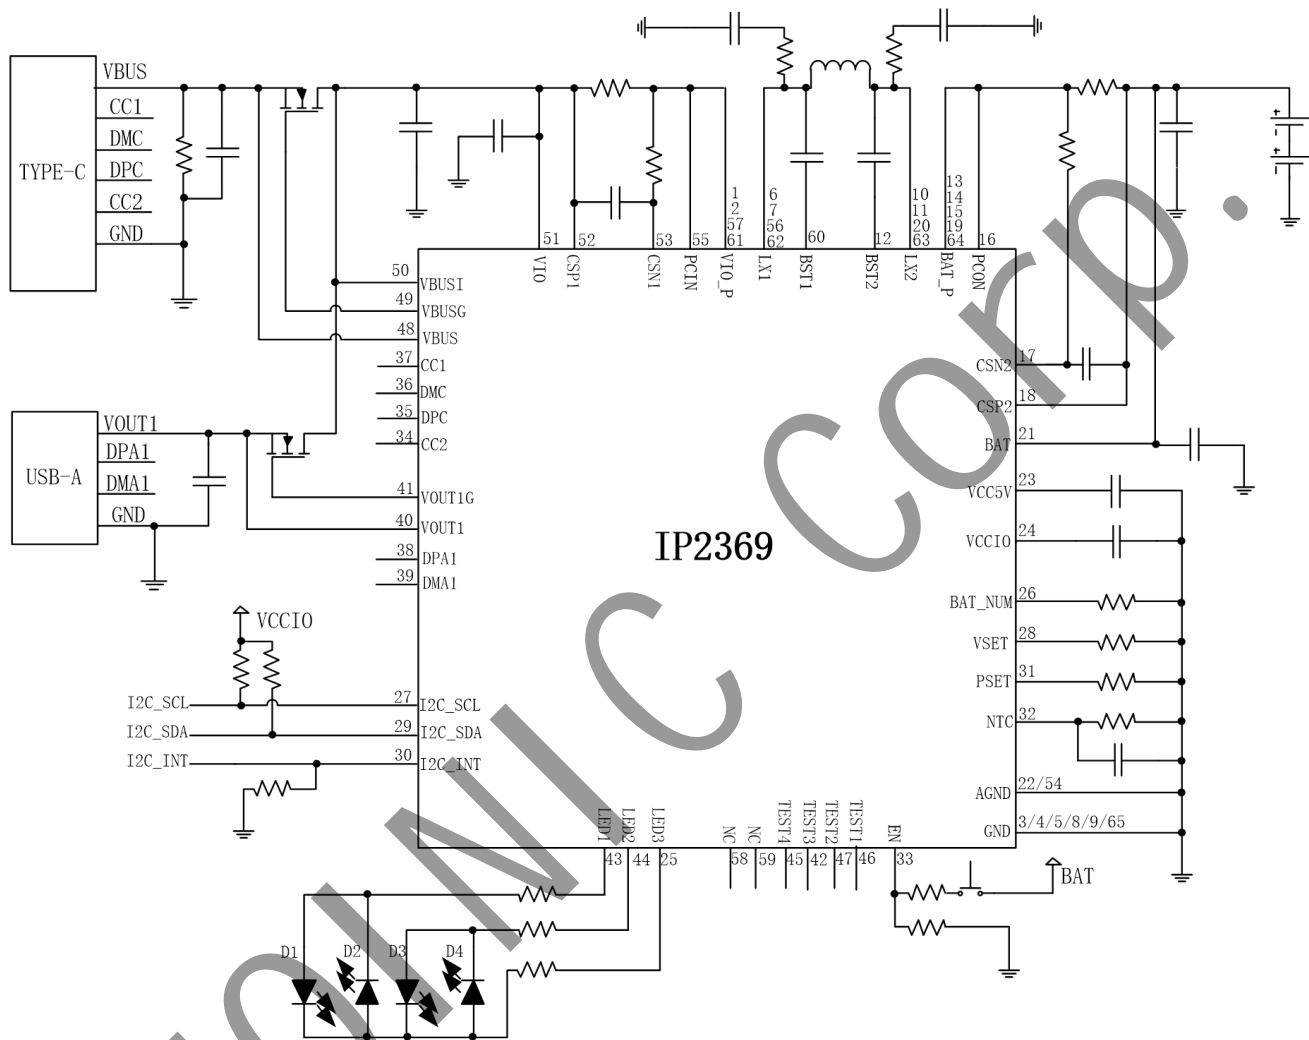 VBUS
CC1
DMC
TYPE-C
DPC
CC2
GND
1
2
57
61
6
7
56
62
10
11
20
63
13
14
15
19
64
51
52
53
55
60
12
16
VIO
CSP1
CSN1
PCIN
VIO_P
LX1
BST1
BST2
LX2
BAT_P
PCON
50
VBUSI
49
VBUSG
48
VBUS
37
CC1
36
DMC
35
DPC
34
CC2
41
VOUT1G
40
VOUT1
38
DPA1
39
DMA1
VOUT1
DPA1
USB-A
DMA1
GND
17
CSN2
18
CSP2
21
BAT
23
VCC5V
24
VCCIO
26
BAT_NUM
28
VSET
31
PSET
32
NTC
22/54
AGND
3/4/5/8/9/65
GND
IP2369
VCCIO
I2C_SCL
27
I2C_SCL
I2C_SDA
29
I2C_SDA
I2C_INT
30
I2C_INT
LED1
LED2
LED3
NC
NC
TEST4
TEST3
TEST2
TEST1
EN
43
44
25
58
59
45
42
47
46
33
BAT
D1
D2
D3
D4
+
-
+
-
OINIC Corp.